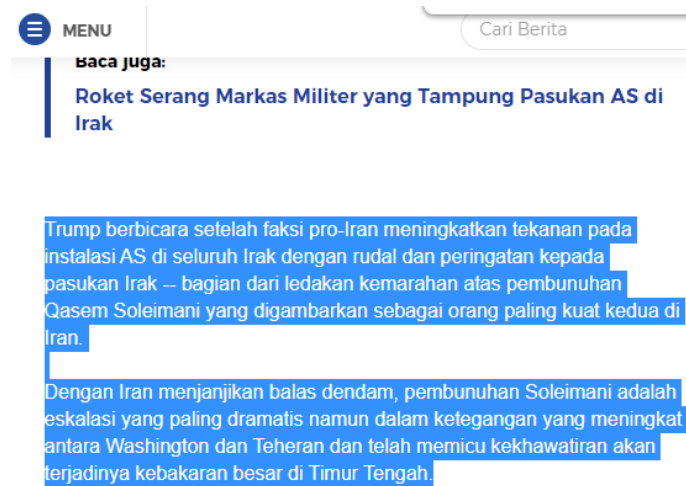 MENU
Cari Berita
Baca juga:
Roket Serang Markas Militer yang Tampung Pasukan AS di
Irak
Trump berbicara setelah faksi pro-Iran meningkatkan tekanan pada
instalasi AS di seluruh Irak dengan rudal dan peringatan kepada
pasukan Irak -- bagian dari ledakan kemarahan atas pembunuhan
Qasem Soleimani yang digambarkan sebagai orang paling kuat kedua di
Iran.
Dengan Iran menjanjikan balas dendam, pembunuhan Soleimani adalah
eskalasi yang paling dramatis namun dalam ketegangan yang meningkat
antara Washington dan Teheran dan telah memicu kekhawatiran akan
terjadinya kebakaran besar di Timur Tengah.